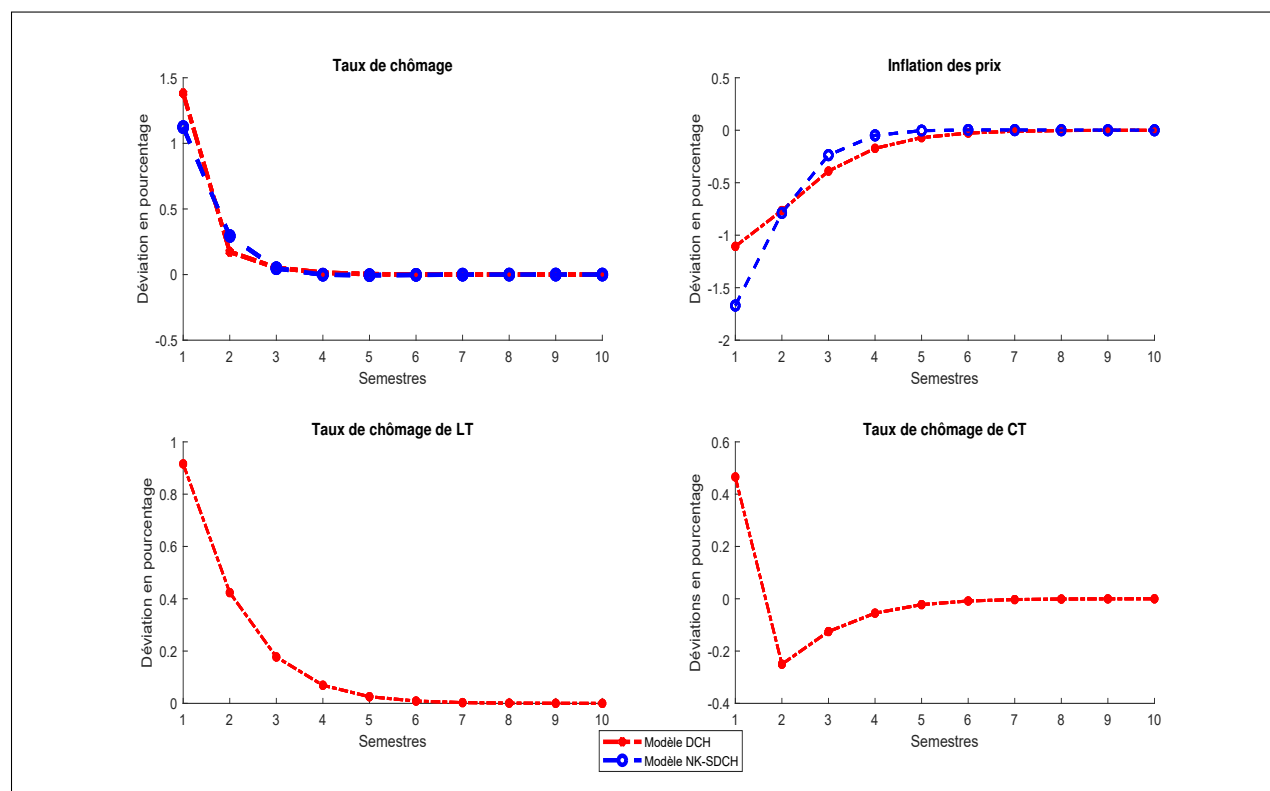 Taux de chômage
Déviation en pourcentage
1.5
1
0.5
0
-0.5
1 2 3 4 5 6 7 8 9 10
Semestres
Inflation des prix
Déviation en pourcentage
0.5
0
-0.5
-1
-1.5
-2
1 2 3 4 5 6 7 8 9 10
Semestres
Taux de chômage de LT
Déviation en pourcentage
1
0.8
0.6
0.4
0.2
0
1 2 3 4 5 6 7 8 9 10
Semestres
Taux de chômage de CT
Déviations en pourcentage
0.6
0.4
0.2
0
-0.2
-0.4
1 2 3 4 5 6 7 8 9 10
Semestres
Modèle DCH
Modèle NK-SDCH